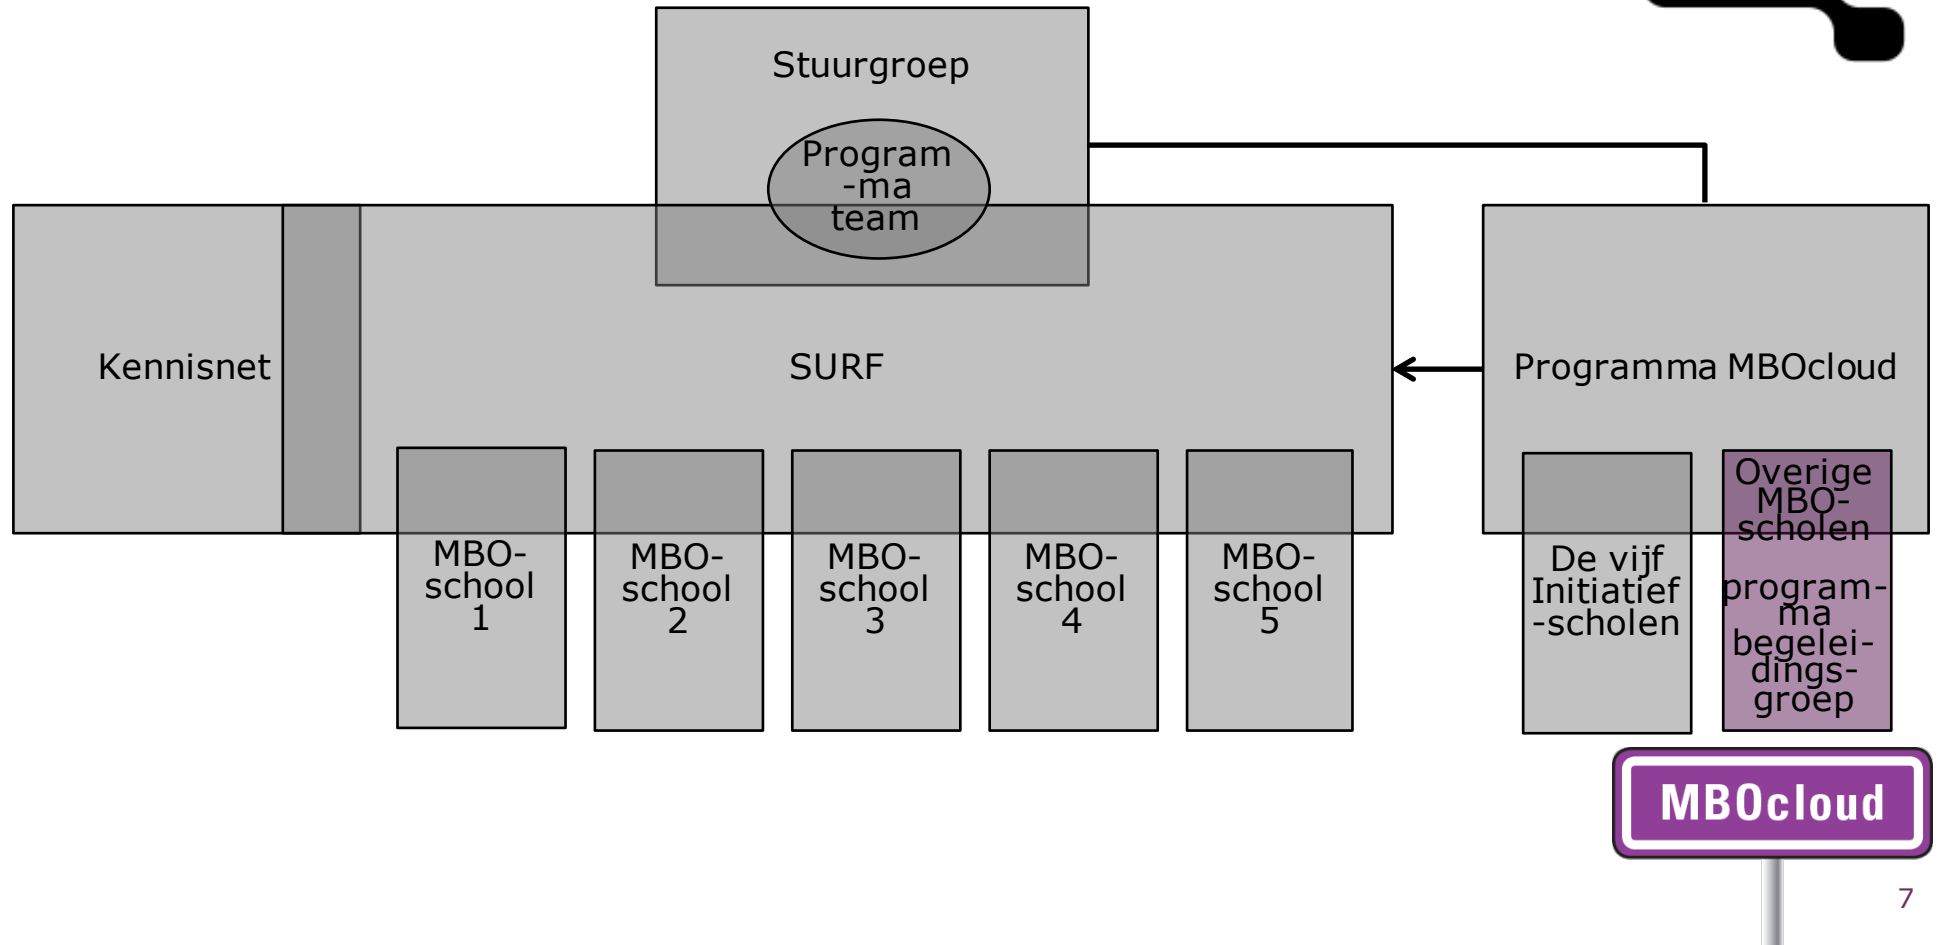 Stuurgroep
Program
-ma
team
Kennisnet
SURF
Programma MBOcloud
MBO-
school
1
MBO-
school
2
MBO-
school
3
MBO-
school
4
MBO-
school
5
De vijf
Initiatief
-scholen
Overige
MBO-
scholen
program-
ma
begelei-
dings-
groep
MBOcloud
7